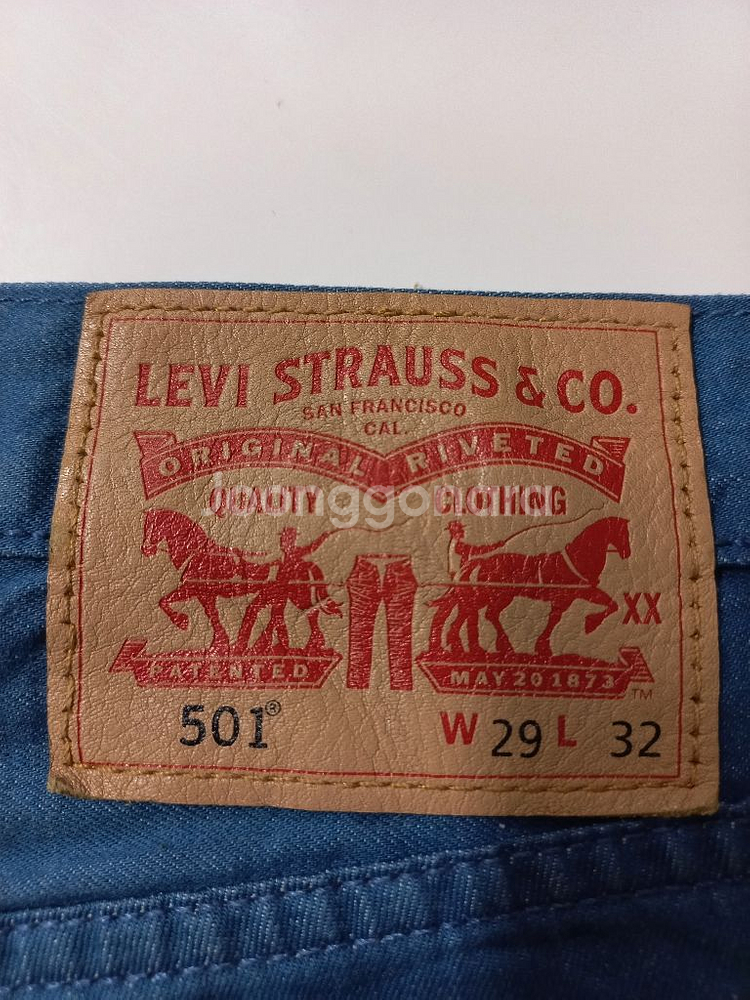 LEVI STRAUSS & CO.
SAN FRANCISCO
CAL.
ORIGINAL RIVETED
QUALITY CLOTHING
Joonggonara
XX
PATENTED MAY 20 1873
TM
501® W 29 L 32